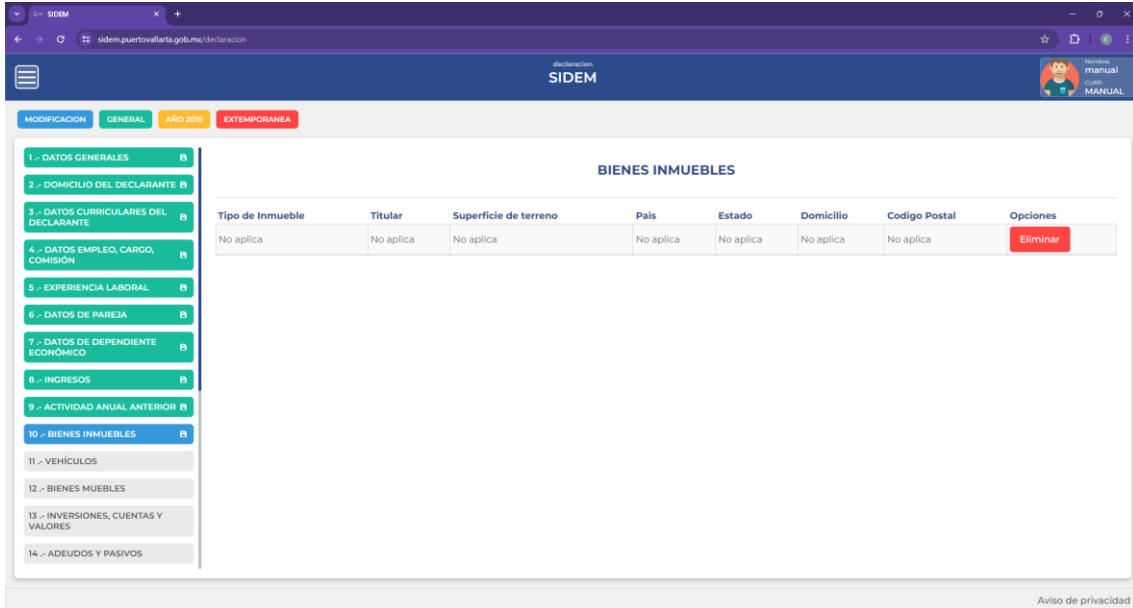 SIDEM
sidem.puertovallarta.gob.mx/declaracion
declaracion
SIDEM
Nombre:
manual
CURP:
MANUAL
MODIFICACION GENERAL AÑO 2015 EXTEMPORANEA
1 .- DATOS GENERALES
2 .- DOMICILIO DEL DECLARANTE
3 .- DATOS CURRICULARES DEL
DECLARANTE
4 .- DATOS EMPLEO, CARGO,
COMISIÓN
5 .- EXPERIENCIA LABORAL
6 .- DATOS DE PAREJA
7 .- DATOS DE DEPENDIENTE
ECONÓMICO
8 .- INGRESOS
9 .- ACTIVIDAD ANUAL ANTERIOR
10 .- BIENES INMUEBLES
11 .- VEHÍCULOS
12 .- BIENES MUEBLES
13 .- INVERSIONES, CUENTAS Y
VALORES
14 .- ADEUDOS Y PASIVOS
BIENES INMUEBLES
Tipo de Inmueble Titular Superficie de terreno Pais Estado Domicilio Codigo Postal Opciones
No aplica No aplica No aplica No aplica No aplica No aplica No aplica Eliminar
Aviso de privacidad